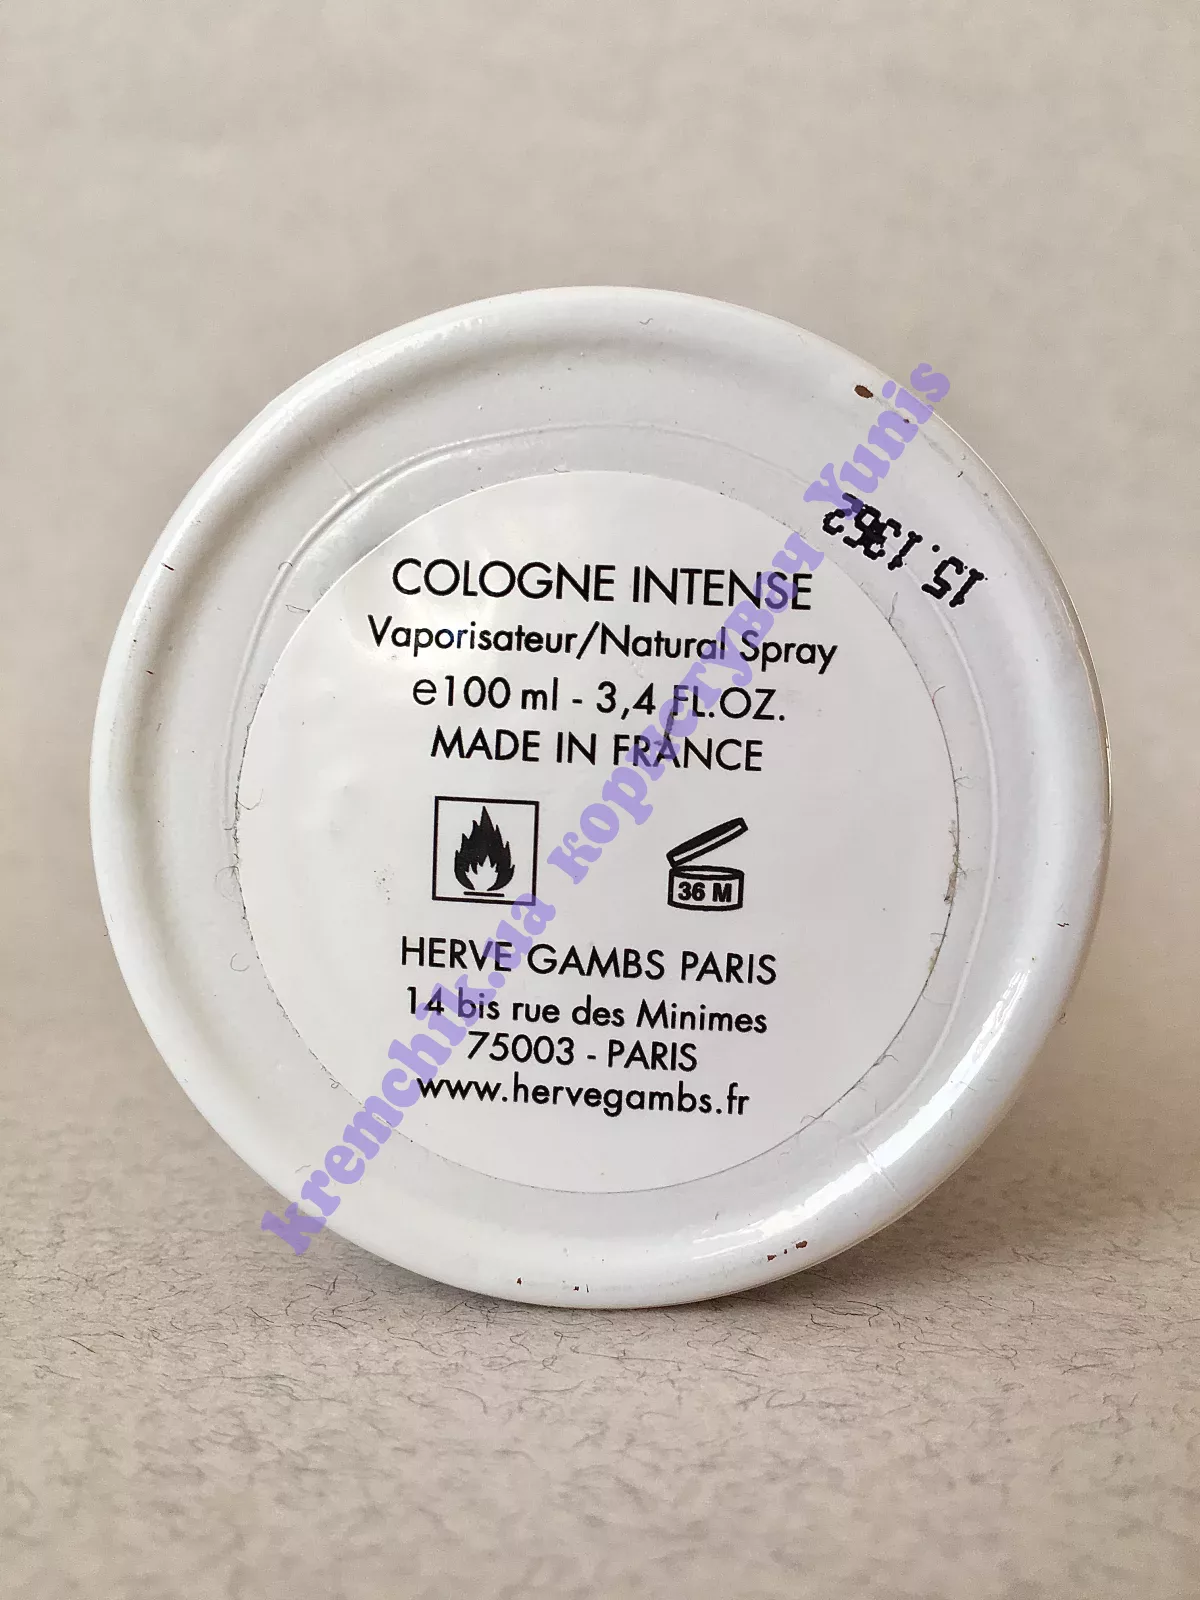 COLOGNE INTENSE
Vaporisateur/Natural Spray
e100 ml - 3,4 FL.OZ.
MADE IN FRANCE
36 M
HERVE GAMBS PARIS
14 bis rue des Minimes
75003 - PARIS
www.hervegambs.fr
15.1362
kremchik.ua користувач Yunis